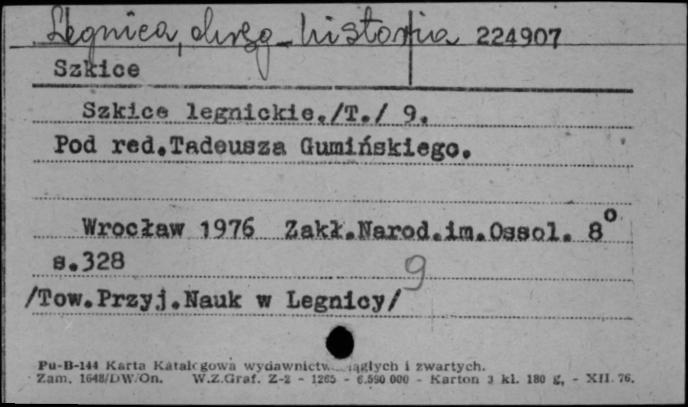 Legnica, okręg - historia 224907
Szkice
Szkice legnickie./T./ 9.
Pod red.Tadeusza Gumińskiego.
Wrocław 1976 Zakł.Narod.im.Ossol. 8°
s.328 9
/Tow.Przyj.Nauk w Legnicy/
Pu-B-144 Karta Katalogowa wydawnictw ciągłych i zwartych.
Zam. 1648/DW/On. W.Z.Graf. Z-2 - 1265 - 6.590 000 - Karton 3 kl. 180 g, - XII. 76.